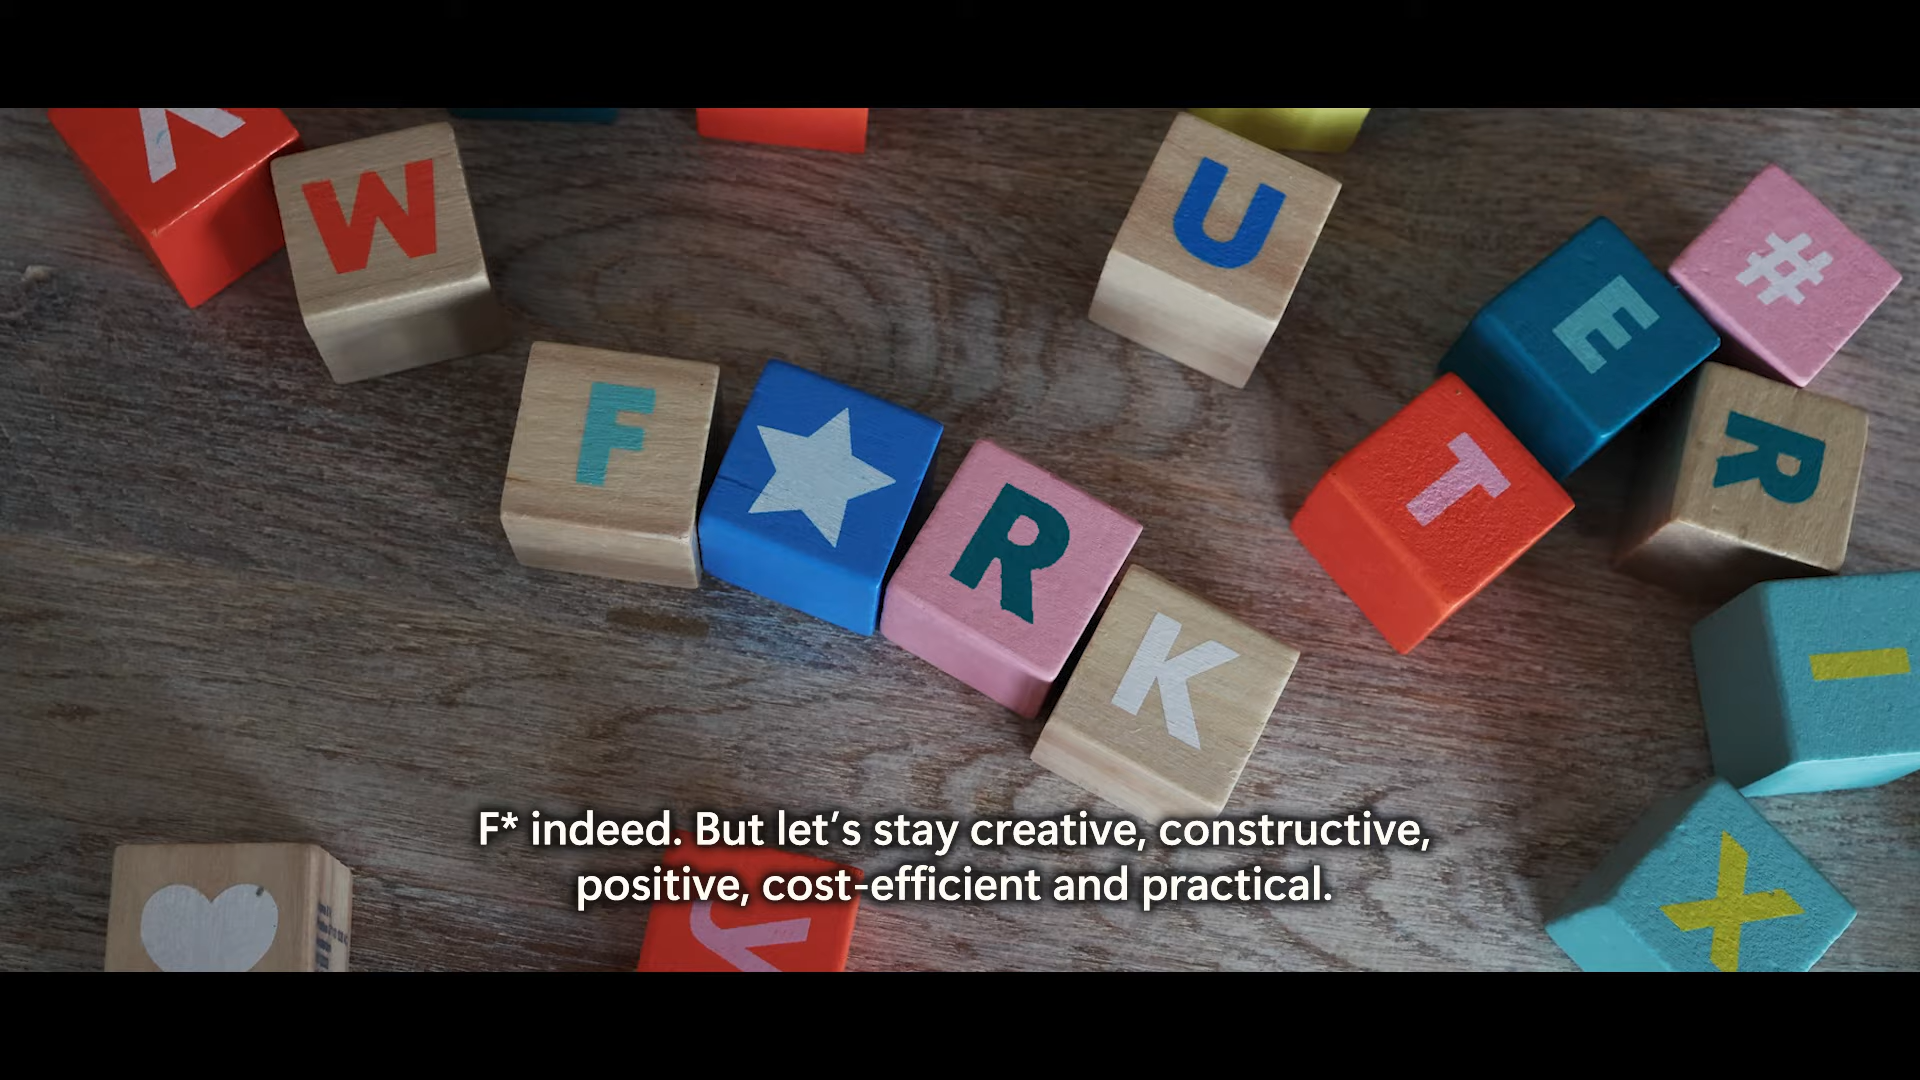 W
U
#
E
F★RK
T
R
I
F* indeed. But let's stay creative, constructive,
positive, cost-efficient and practical.
y
X